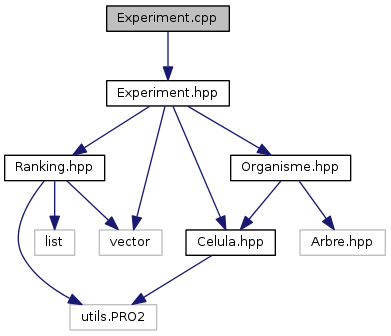 Experiment.cpp
Experiment.hpp
Ranking.hpp
Organisme.hpp
list
vector
Celula.hpp
Arbre.hpp
utils.PRO2